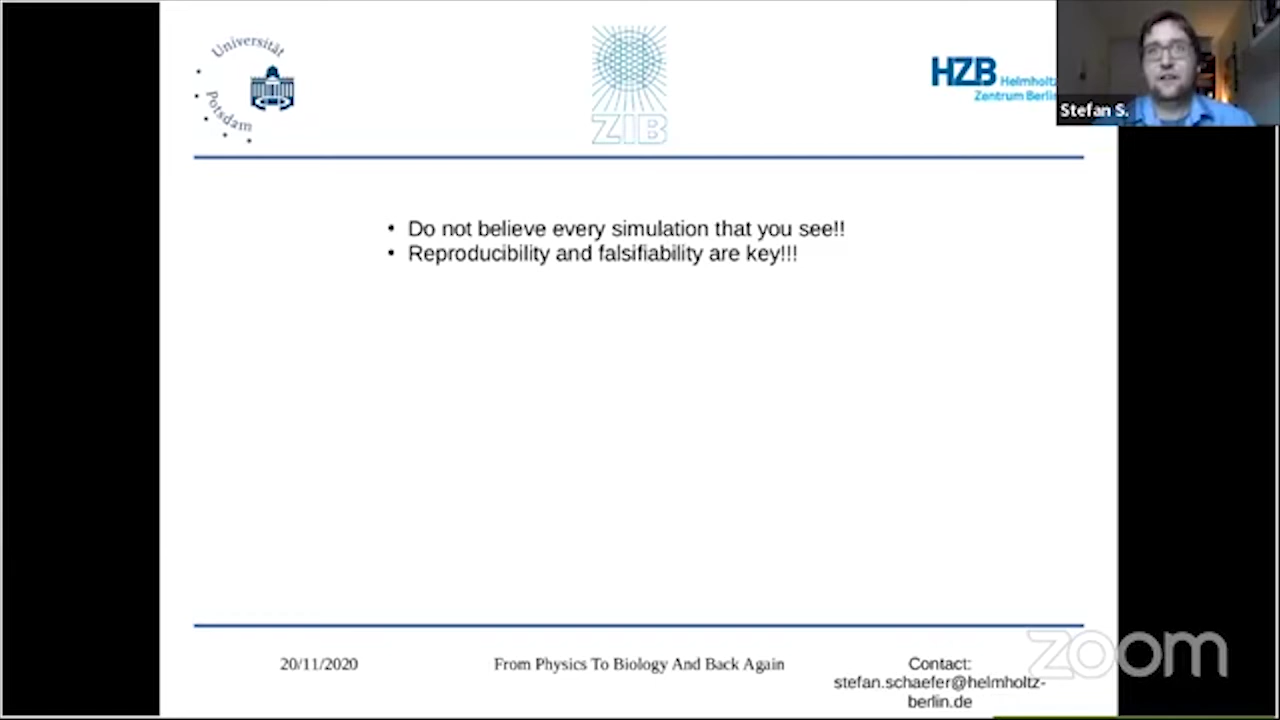 Universität
Potsdam
ZIB
HZB Helmholtz
Zentrum Berlin
Stefan S.
• Do not believe every simulation that you see!!
• Reproducibility and falsifiability are key!!!
20/11/2020
From Physics To Biology And Back Again
Contact:
stefan.schaefer@helmholtz-
berlin.de
zoom